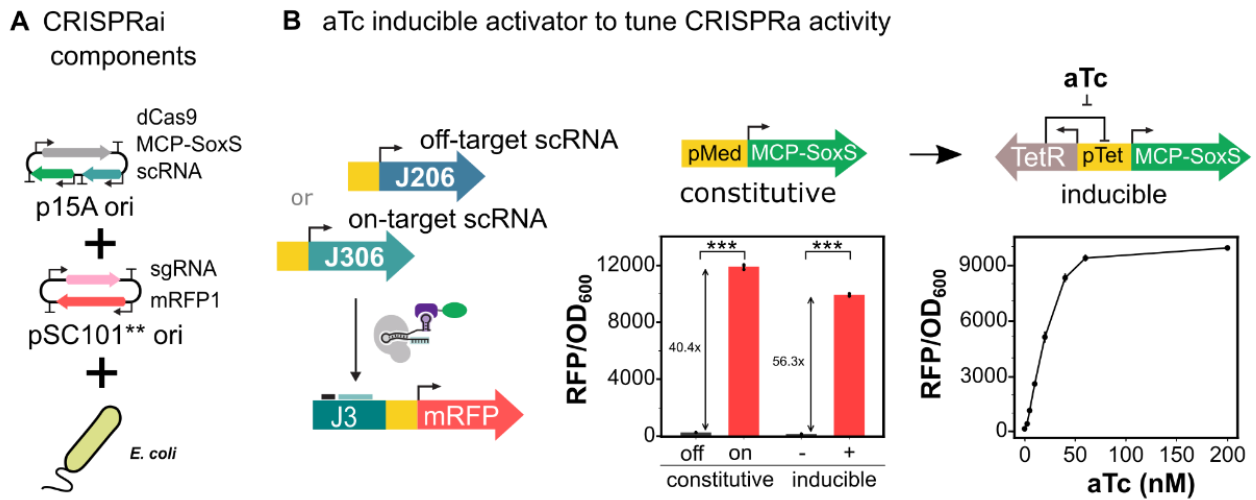 A CRISPRai
components
dCas9
MCP-SoxS
scRNA
p15A ori
+
sgRNA
mRFP1
pSC101** ori
+
E. coli
B aTc inducible activator to tune CRISPRa activity
off-target scRNA
J206
or
on-target scRNA
J306
J3
mRFP
pMed MCP-SoxS
constitutive
aTc
TetR pTet MCP-SoxS
inducible
RFP/OD600
12000
8000
4000
0
***
***
40.4x
56.3x
off on - +
constitutive inducible
RFP/OD600
9000
6000
3000
0
0 50 100 150 200
aTc (nM)